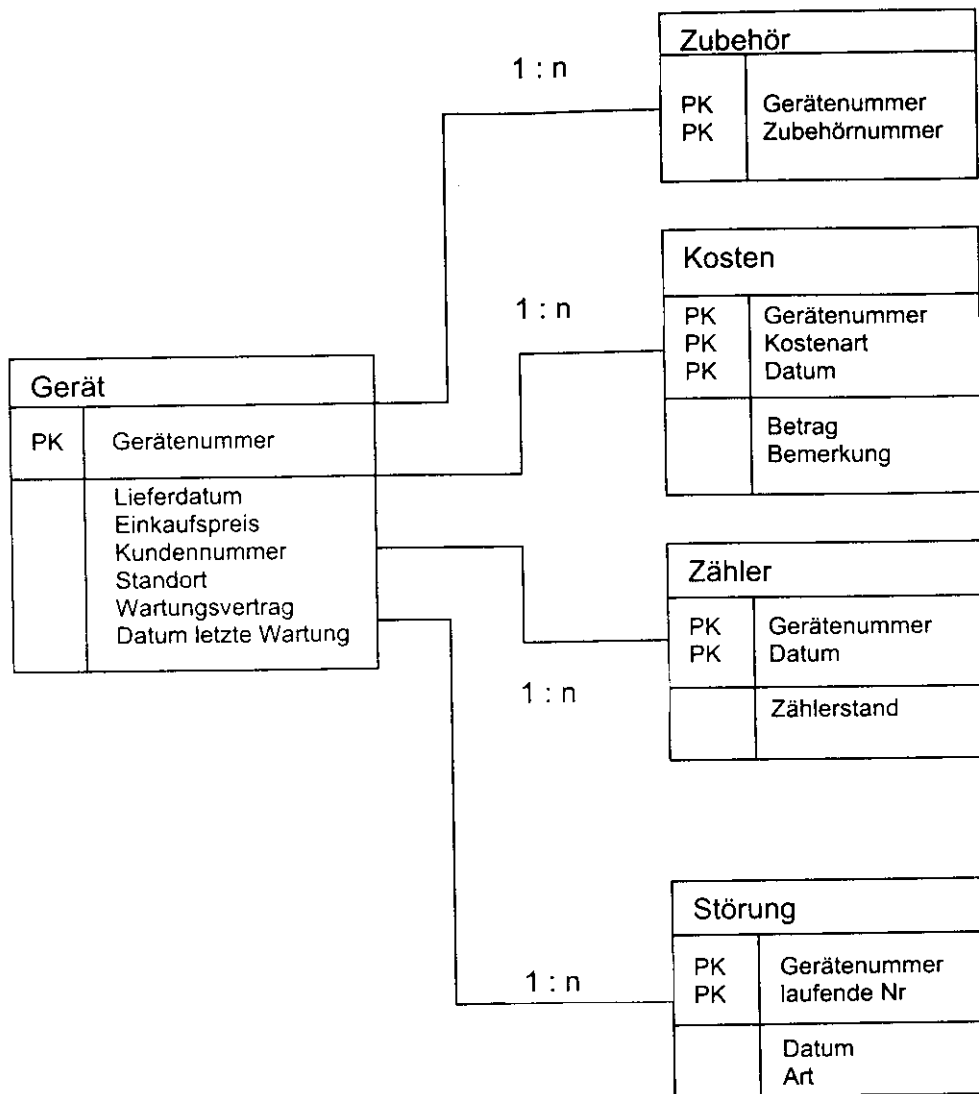 Zubehör
1 : n
PK Gerätenummer
PK Zubehörnummer
Kosten
1 : n
PK Gerätenummer
PK Kostenart
PK Datum
Betrag
Bemerkung
Gerät
PK Gerätenummer
Lieferdatum
Einkaufspreis
Kundennummer
Standort
Wartungsvertrag
Datum letzte Wartung
Zähler
PK Gerätenummer
PK Datum
1 : n
Zählerstand
Störung
PK Gerätenummer
PK laufende Nr
1 : n
Datum
Art